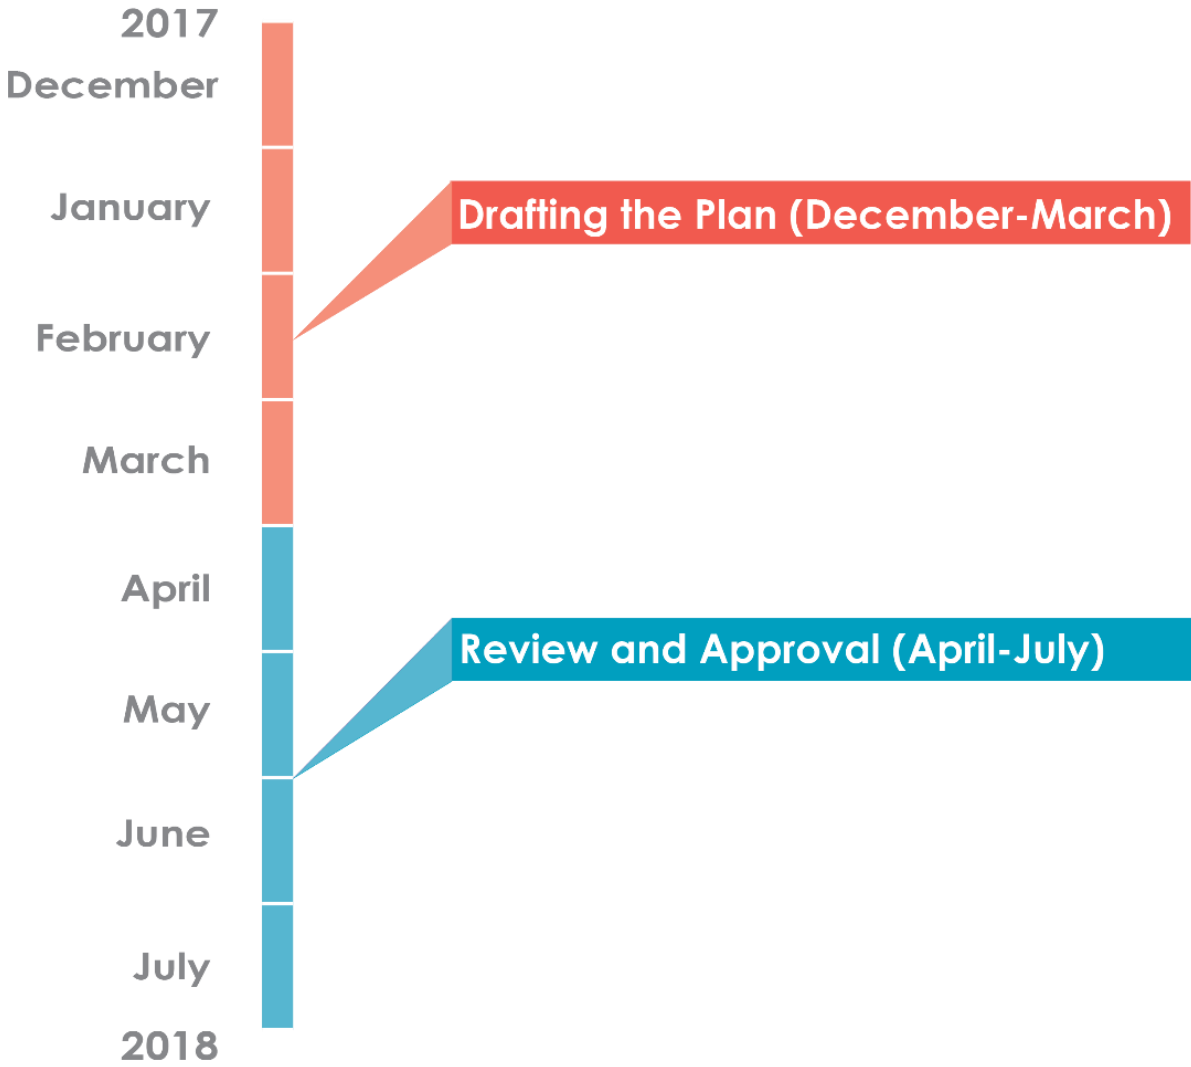 2017
December
January
Drafting the Plan (December-March)
February
March
April
Review and Approval (April-July)
May
June
July
2018